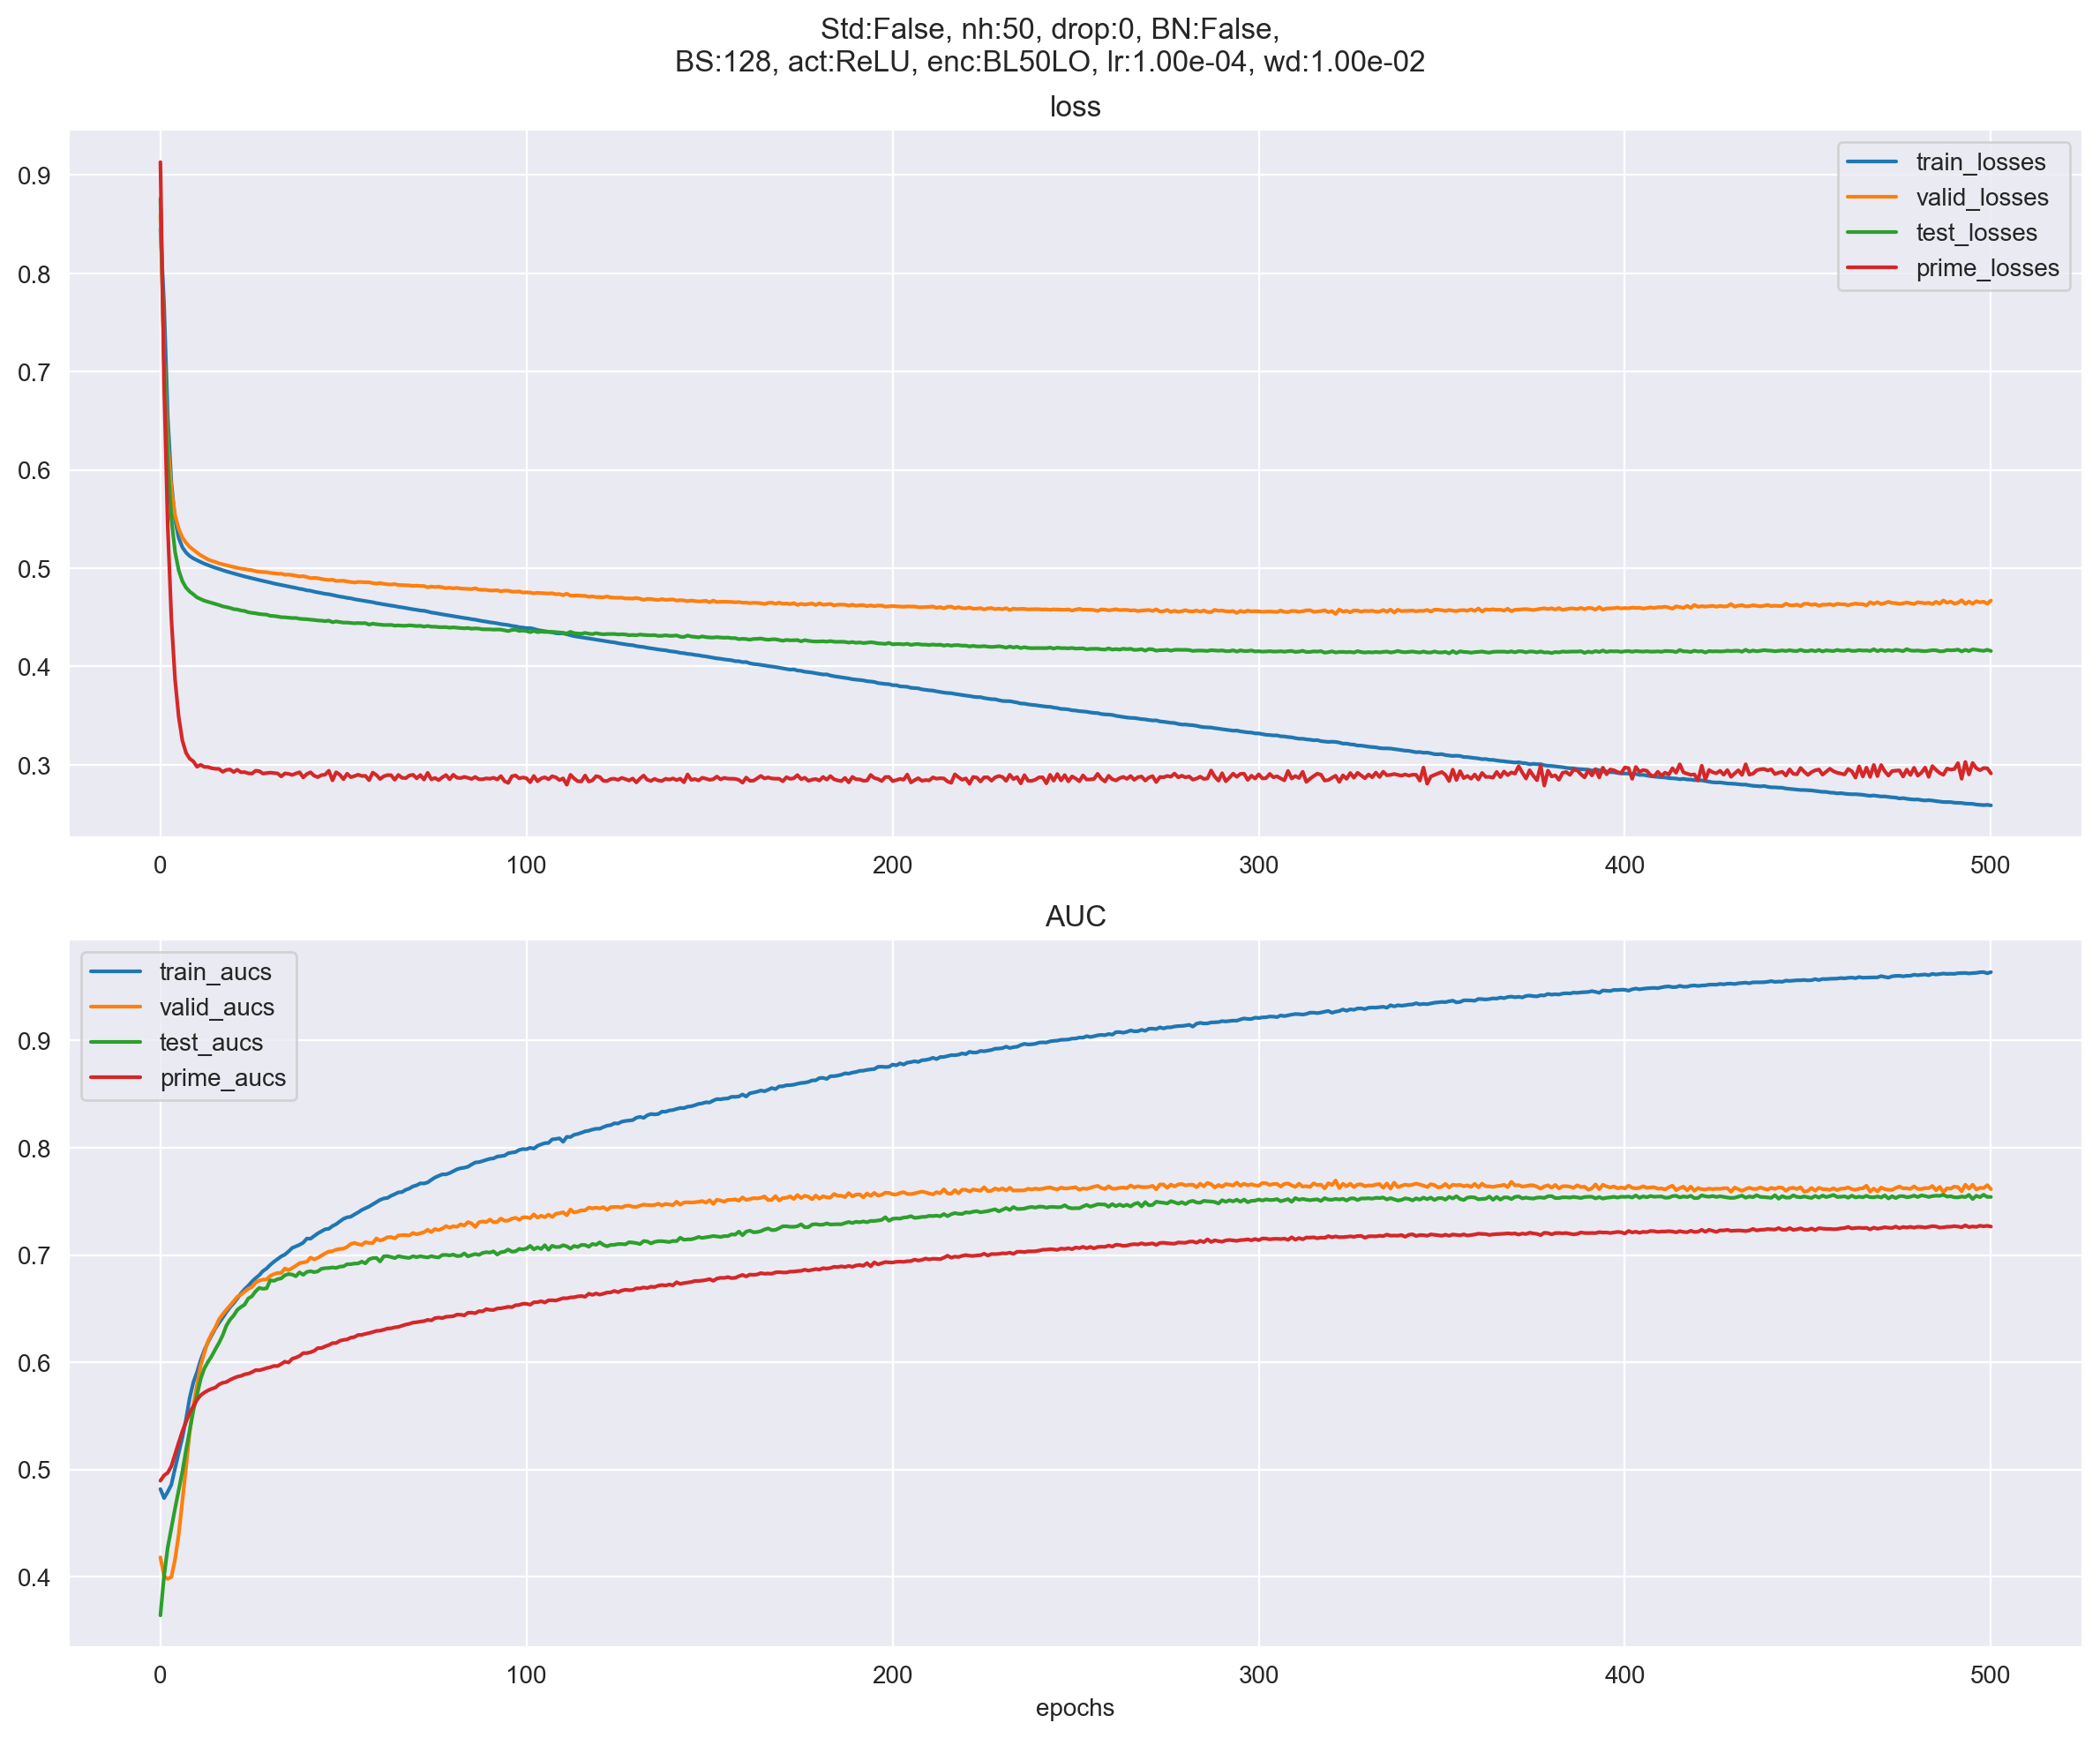 Std:False, nh:50, drop:0, BN:False,
BS:128, act:ReLU, enc:BL50LO, lr:1.00e-04, wd:1.00e-02
loss
0.9
0.8
0.7
0.6
0.5
0.4
0.3
train_losses
valid_losses
test_losses
prime_losses
0 100 200 300 400 500
AUC
train_aucs
valid_aucs
test_aucs
prime_aucs
0.9
0.8
0.7
0.6
0.5
0.4
0 100 200 300 400 500
epochs